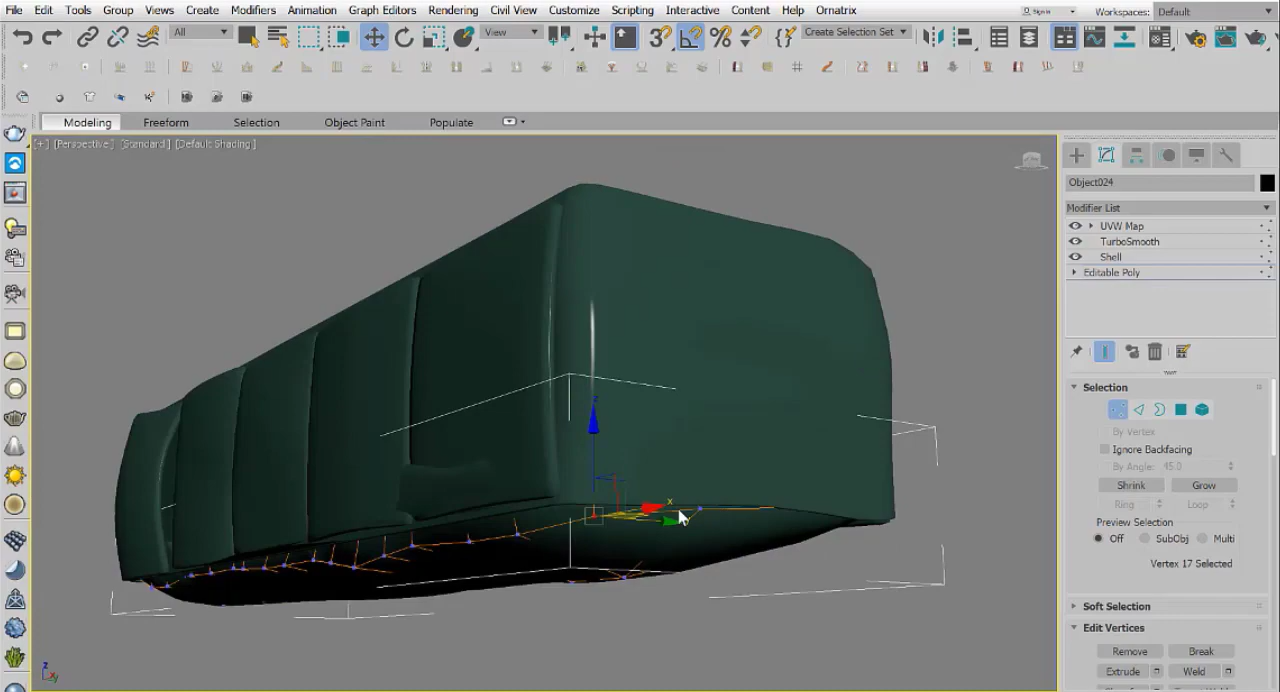 File Edit Tools Group Views Create Modifiers Animation Graph Editors Rendering Civil View Customize Scripting Interactive Content Help Ornatrix Sign In Workspaces: Default
All View Create Selection Set
Modeling Freeform Selection Object Paint Populate
[+] [Perspective] [Standard] [Default Shading]
Object024
Modifier List
UVW Map
TurboSmooth
Shell
Editable Poly
Selection
By Vertex
Ignore Backfacing
By Angle: 45.0
Shrink Grow
Ring Loop
Preview Selection
Off SubObj Multi
Vertex 17 Selected
Soft Selection
Edit Vertices
Remove Break
Extrude Weld
z
x
z